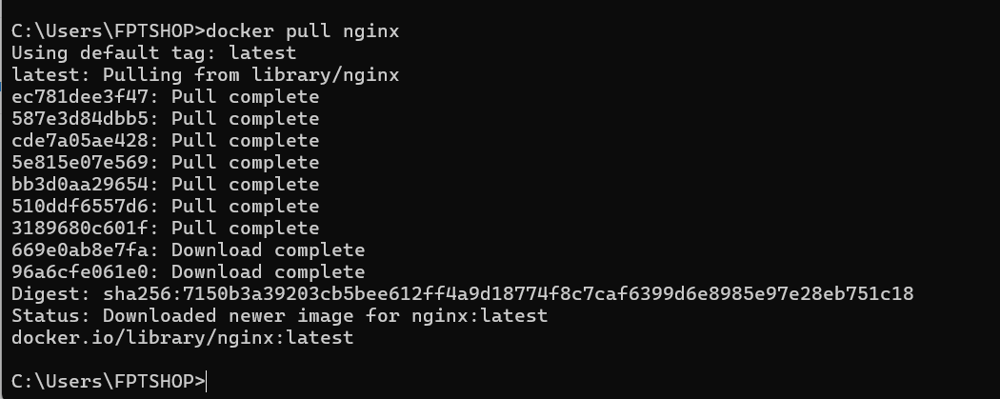 C:\Users\FPTSHOP>docker pull nginx
Using default tag: latest
latest: Pulling from library/nginx
ec781dee3f47: Pull complete
587e3d84dbb5: Pull complete
cde7a05ae428: Pull complete
5e815e07e569: Pull complete
bb3d0aa29654: Pull complete
510ddf6557d6: Pull complete
3189680c601f: Pull complete
669e0ab8e7fa: Download complete
96a6cfe061e0: Download complete
Digest: sha256:7150b3a39203cb5bee612ff4a9d18774f8c7caf6399d6e8985e97e28eb751c18
Status: Downloaded newer image for nginx:latest
docker.io/library/nginx:latest
C:\Users\FPTSHOP>